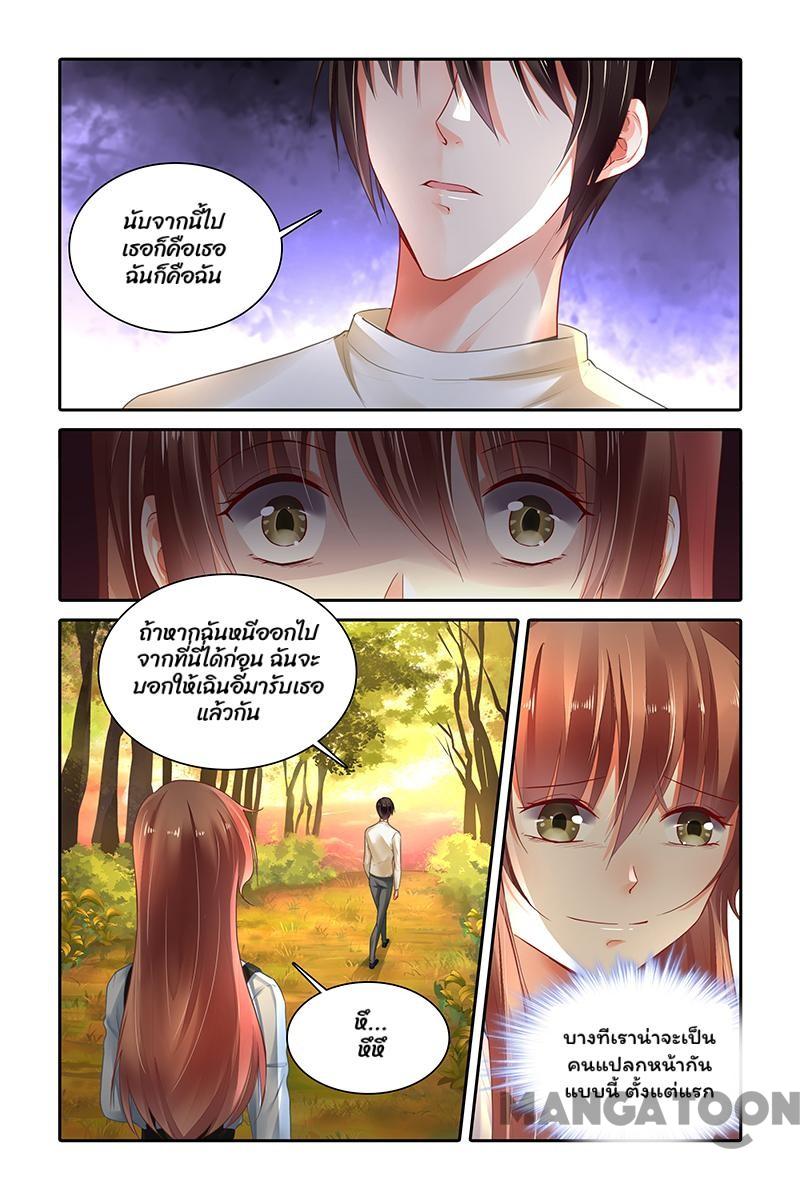 นับจากนี้ไป
เธอก็คือเธอ
ฉันก็คือฉัน
ถ้าหากฉันหนีออกไป
จากที่นี่ได้ก่อน ฉันจะ
บอกให้เฉินอี้มารับเธอ
แล้วกัน
หึ...
หึหึ
บางทีเราน่าจะเป็น
คนแปลกหน้ากัน
แบบนี้ ตั้งแต่แรก
MANGATOON